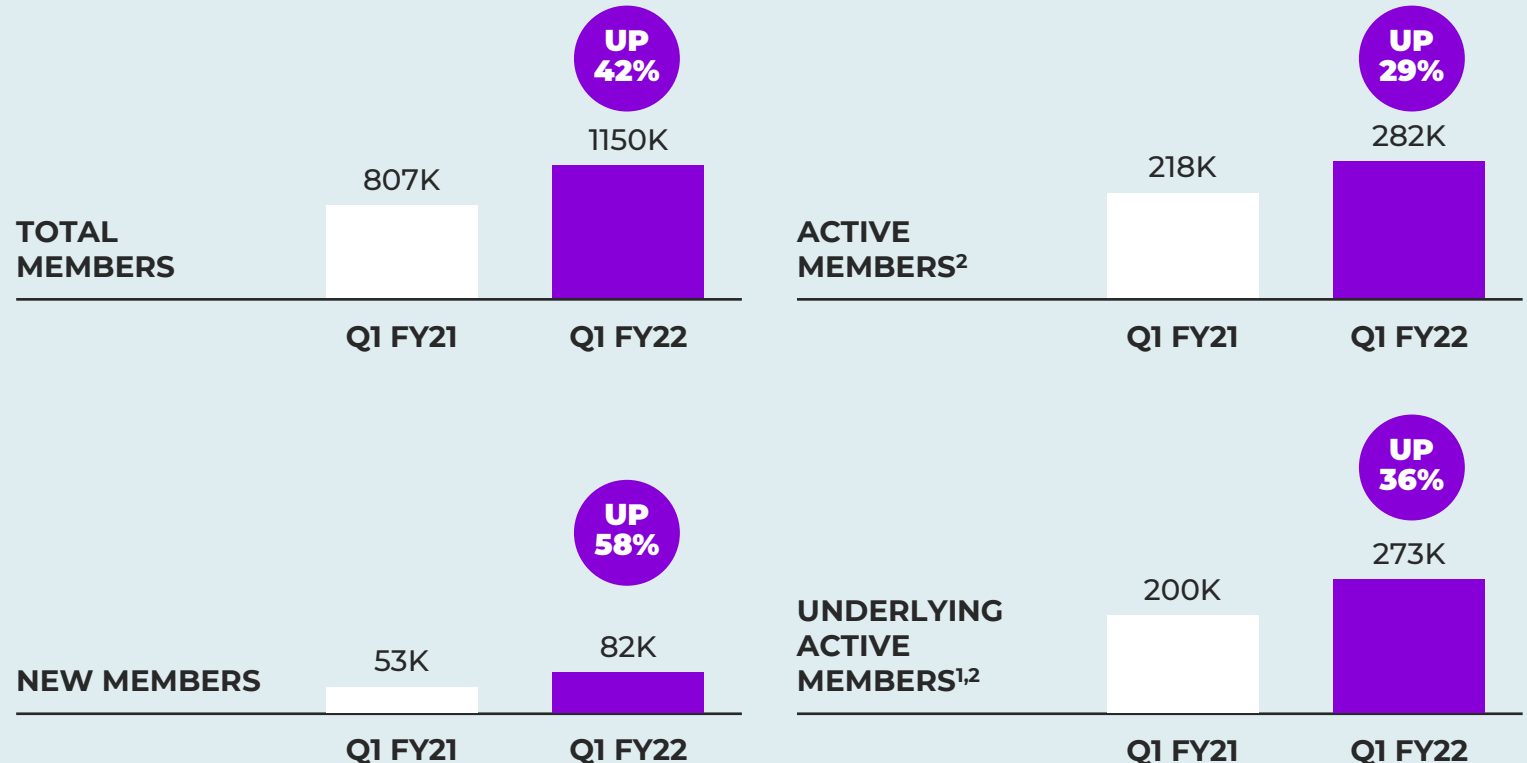 UP
42%
1150K
807K
TOTAL
MEMBERS
Q1 FY21
Q1 FY22
UP
29%
282K
218K
ACTIVE
MEMBERS²
Q1 FY21
Q1 FY22
UP
58%
82K
53K
NEW MEMBERS
Q1 FY21
Q1 FY22
UP
36%
273K
200K
UNDERLYING
ACTIVE
MEMBERS¹,²
Q1 FY21
Q1 FY22